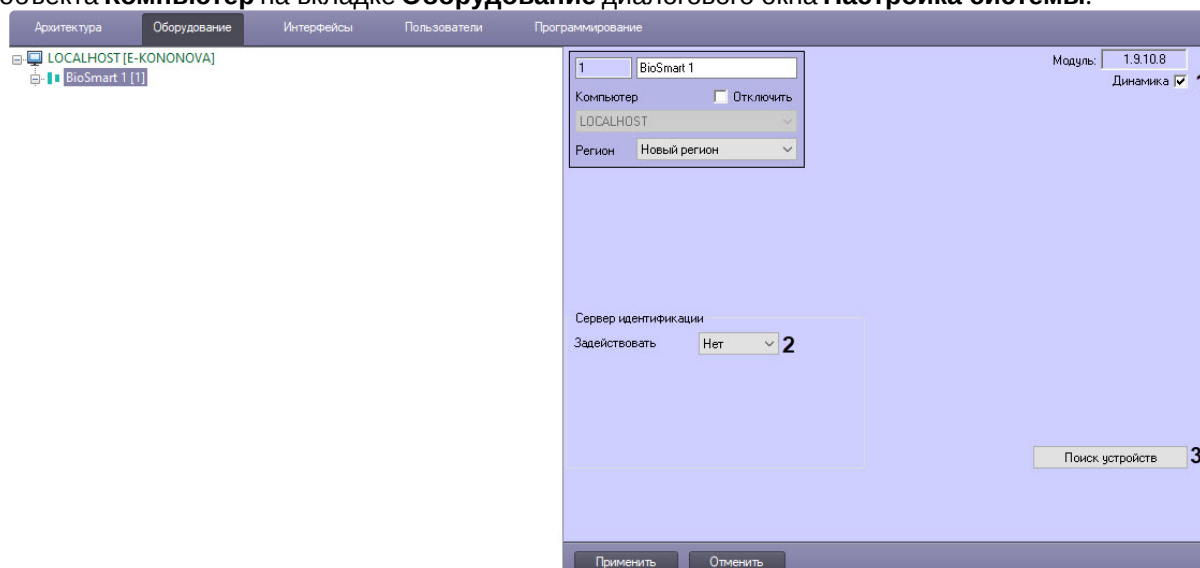 объекта Компьютер на вкладке Оборудование диалогового окна Настройка системы.
Архитектура Оборудование Интерфейсы Пользователи Программирование
LOCALHOST [E-KONONOVA]
BioSmart 1 [1]
1 BioSmart 1
Компьютер Отключить
LOCALHOST
Регион Новый регион
Модуль: 1.9.10.8
Динамика 1
Сервер идентификации
Задействовать Нет 2
Поиск устройств 3
Применить Отменить